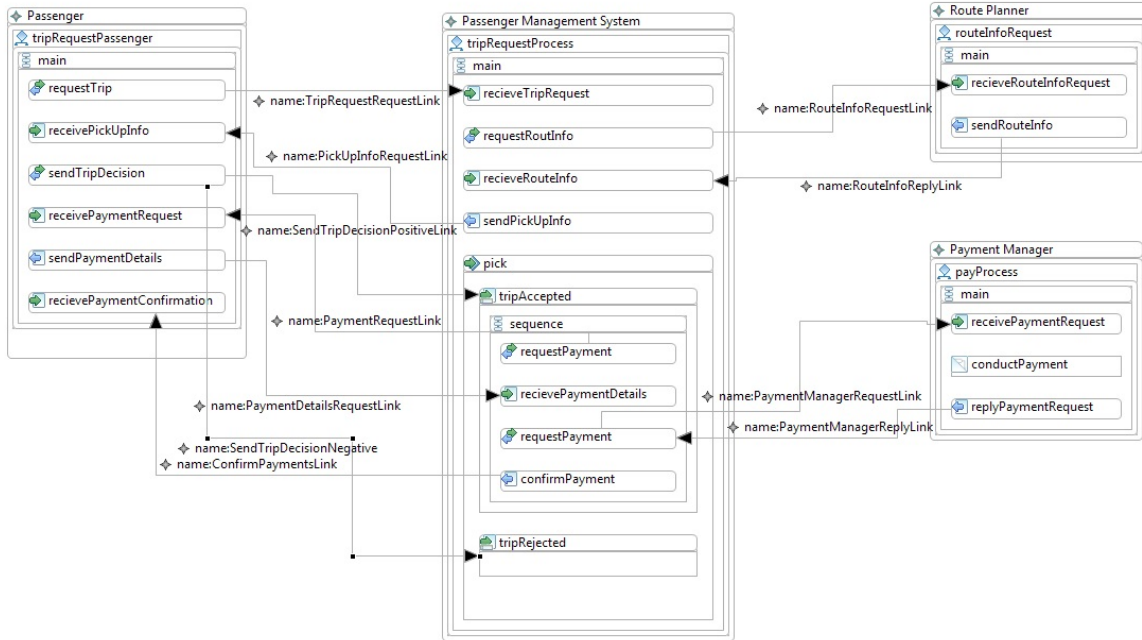 Passenger
tripRequestPassenger
main
requestTrip
receivePickUpInfo
sendTripDecision
receivePaymentRequest
sendPaymentDetails
recievePaymentConfirmation
name:TripRequestRequestLink
name:PickUpInfoRequestLink
name:SendTripDecisionPositiveLink
name:PaymentRequestLink
name:PaymentDetailsRequestLink
name:SendTripDecisionNegative
name:ConfirmPaymentsLink
Passenger Management System
tripRequestProcess
main
recieveTripRequest
requestRoutInfo
recieveRouteInfo
sendPickUpInfo
pick
tripAccepted
sequence
requestPayment
recievePaymentDetails
requestPayment
confirmPayment
tripRejected
name:RouteInfoRequestLink
name:RouteInfoReplyLink
name:PaymentManagerRequestLink
name:PaymentManagerReplyLink
Route Planner
routeInfoRequest
main
recieveRouteInfoRequest
sendRouteInfo
Payment Manager
payProcess
main
receivePaymentRequest
conductPayment
replyPaymentRequest